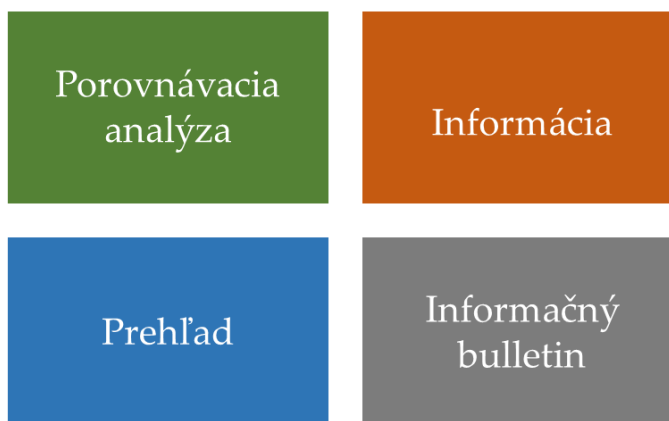 Porovnávacia
analýza
Informácia
Prehľad
Informačný
bulletin